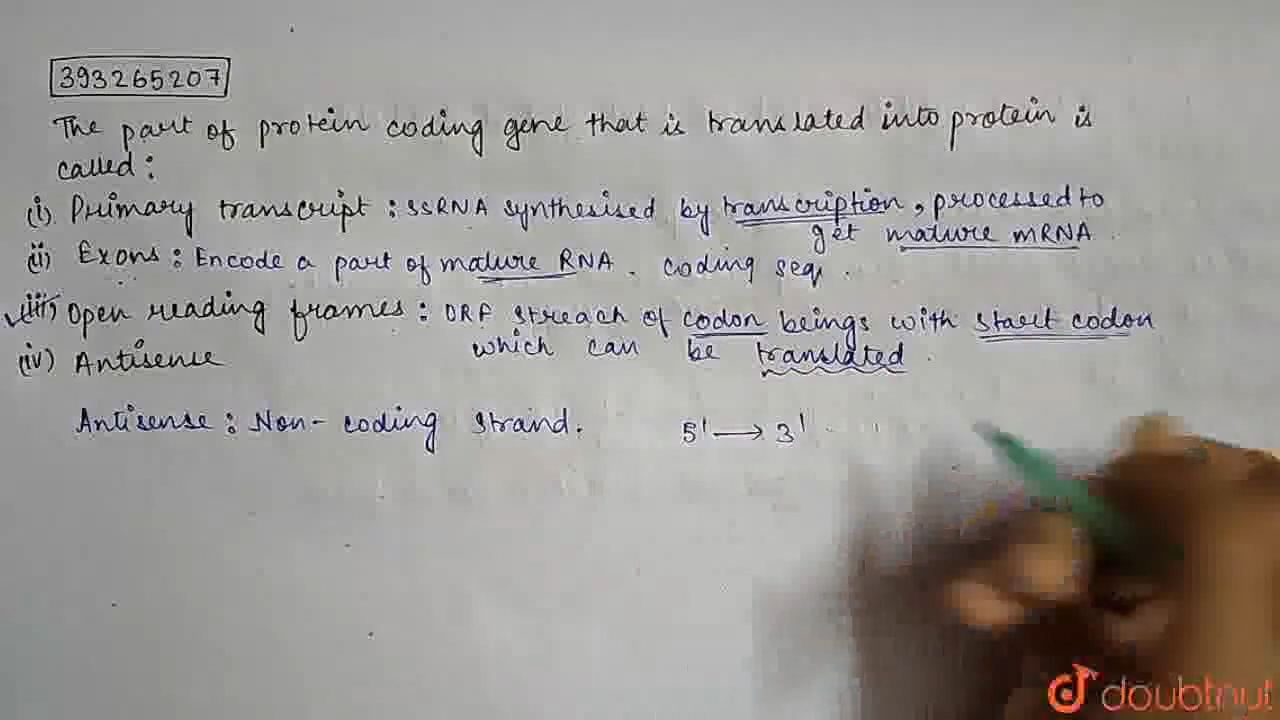 393265207
The part of protein coding gene that is translated into protein is
called :
(i) Primary transcript : SSRNA synthesised by transcription, processed to
get mature mRNA.
(ii) Exons : Encode a part of mature RNA. coding seq.
(iii) Open reading frames : ORF streach of codon beings with start codon
which can be translated.
(iv) Antisense
Antisense : Non-coding strand. 5' → 3'
doubtnut